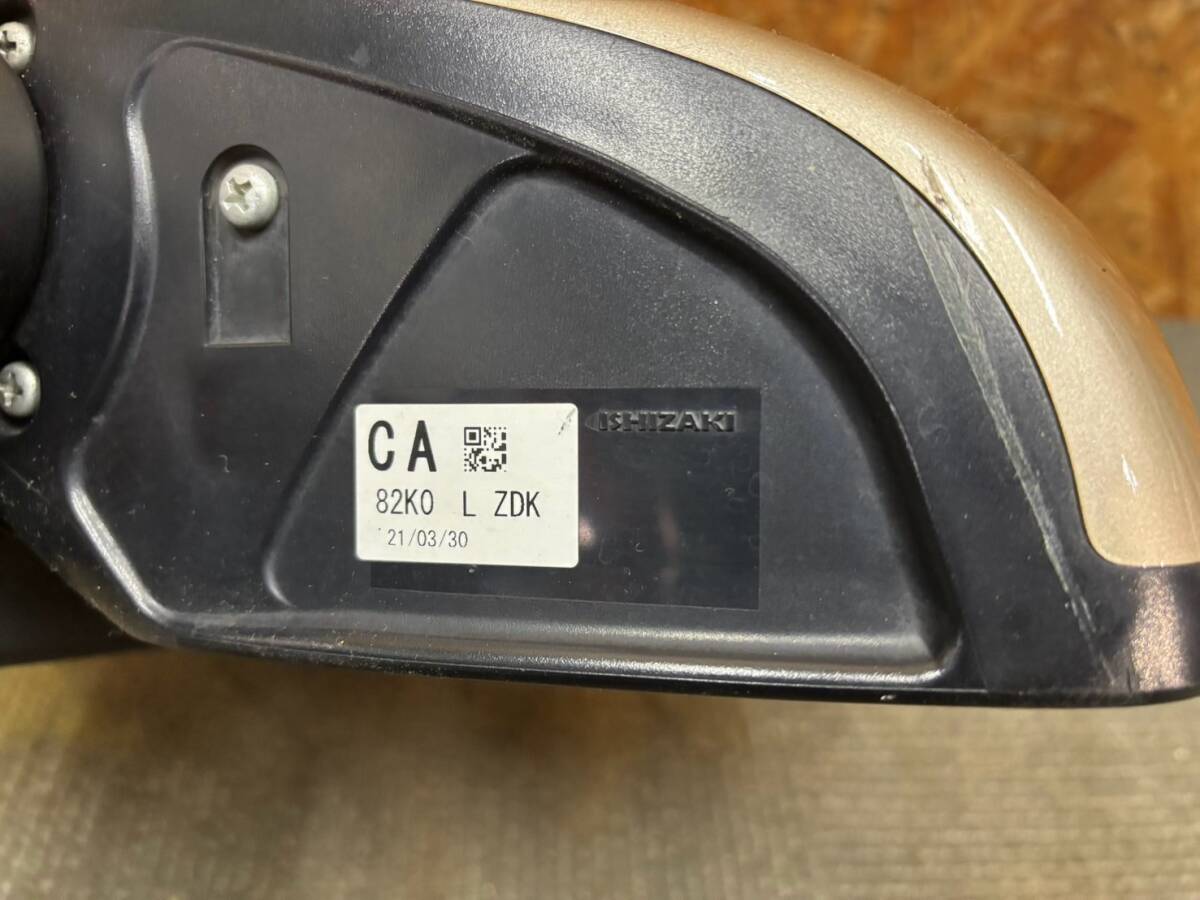 ISHIZAKI
CA
82K0 L ZDK
21/03/30